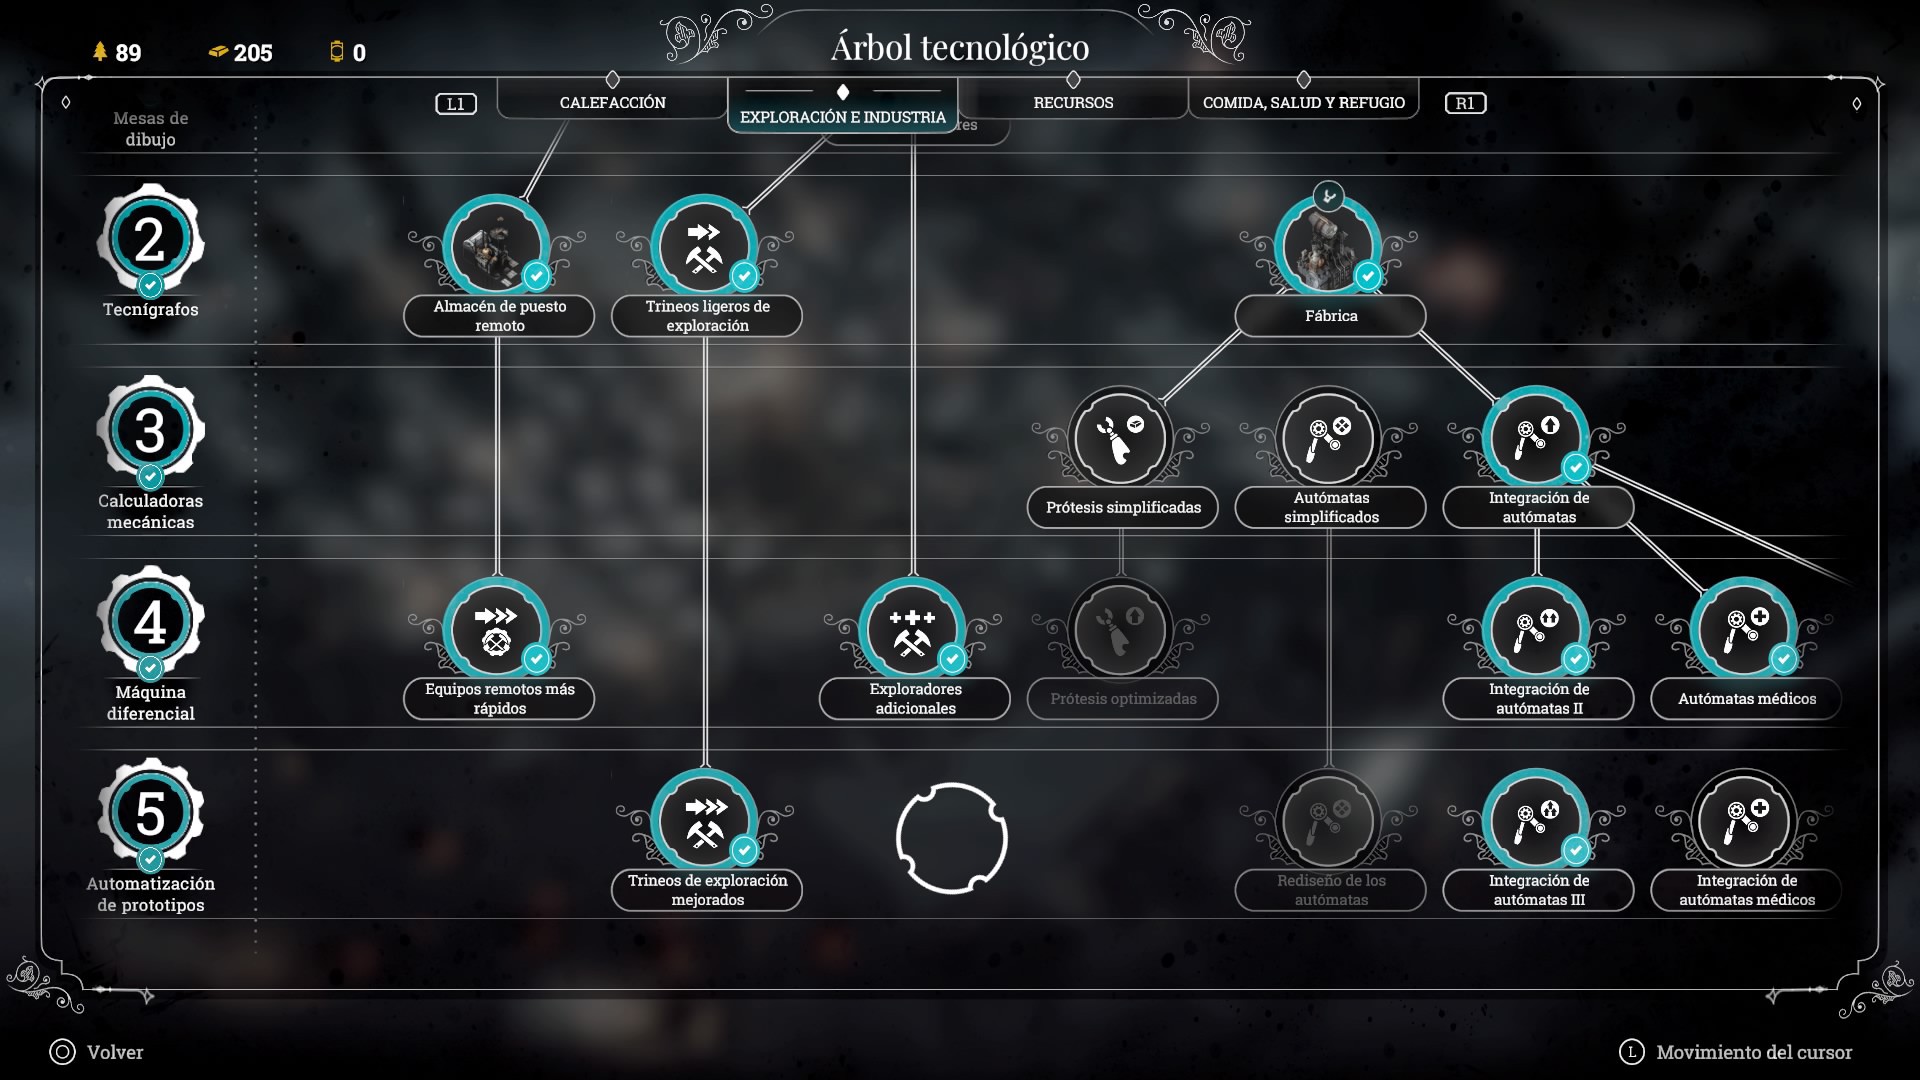 Árbol tecnológico
89
205
0
L1
CALEFACCIÓN
EXPLORACIÓN E INDUSTRIA
RECURSOS
COMIDA, SALUD Y REFUGIO
R1
Mesas de
dibujo
2
Tecnígrafos
Almacén de puesto
remoto
Trineos ligeros de
exploración
Fábrica
3
Calculadoras
mecánicas
Prótesis simplificadas
Autómatas
simplificados
Integración de
autómatas
4
Máquina
diferencial
Equipos remotos más
rápidos
Exploradores
adicionales
Prótesis optimizadas
Integración de
autómatas II
Autómatas médicos
5
Automatización
de prototipos
Trineos de exploración
mejorados
Rediseño de los
autómatas
Integración de
autómatas III
Integración de
autómatas médicos
Volver
L
Movimiento del cursor